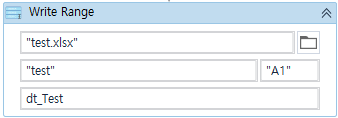 Write Range
"test.xlsx"
"test" "A1"
dt_Test